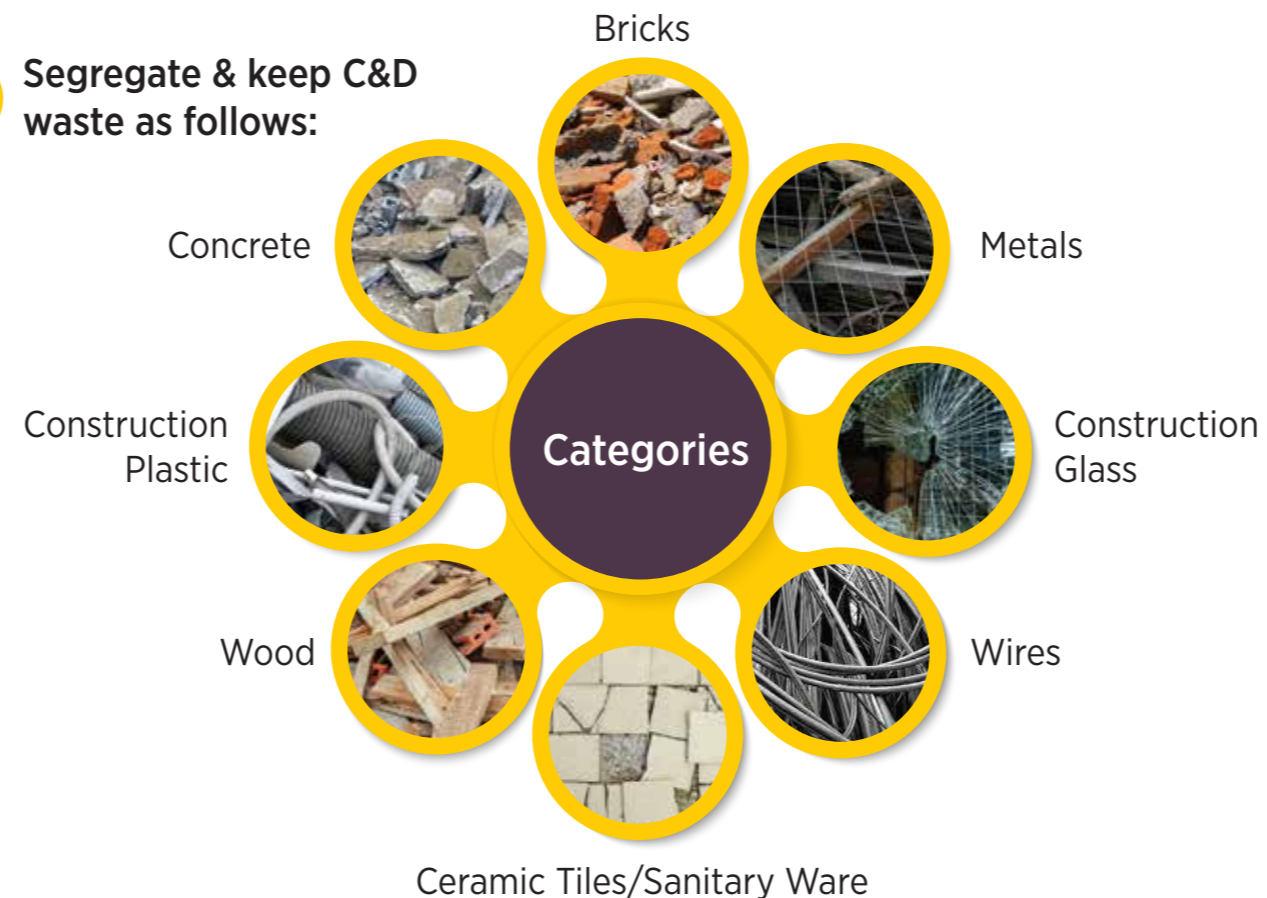 Segregate & keep C&D
waste as follows:
Bricks
Metals
Construction
Glass
Wires
Ceramic Tiles/Sanitary Ware
Wood
Construction
Plastic
Concrete
Categories